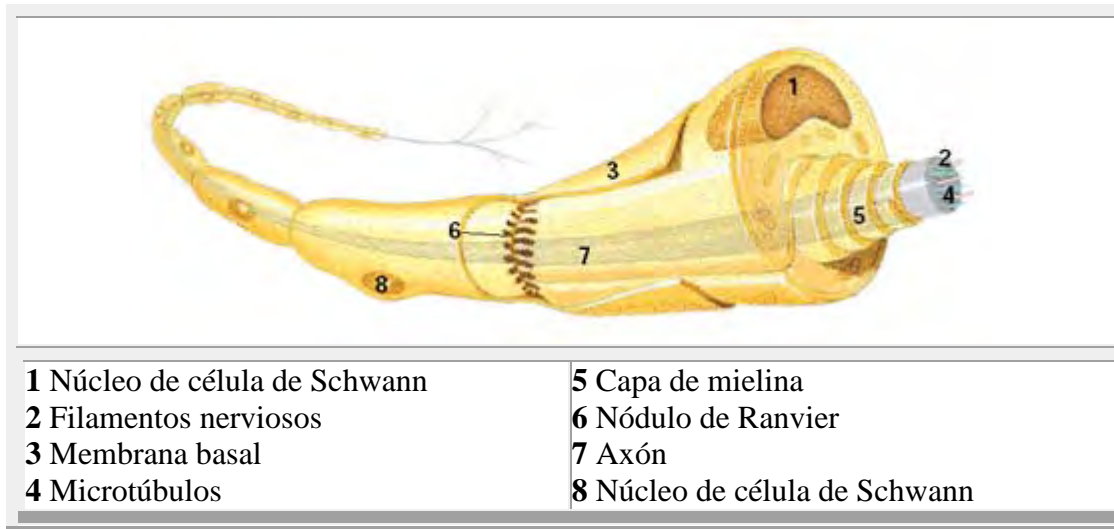 1
2
3
4
5
6
7
8
1 Núcleo de célula de Schwann
2 Filamentos nerviosos
3 Membrana basal
4 Microtúbulos
5 Capa de mielina
6 Nódulo de Ranvier
7 Axón
8 Núcleo de célula de Schwann